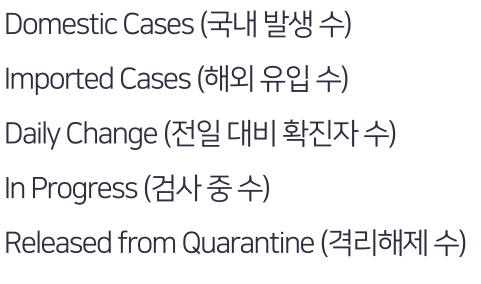 Domestic Cases (국내 발생 수)
Imported Cases (해외 유입 수)
Daily Change (전일 대비 확진자 수)
In Progress (검사 중 수)
Released from Quarantine (격리해제 수)